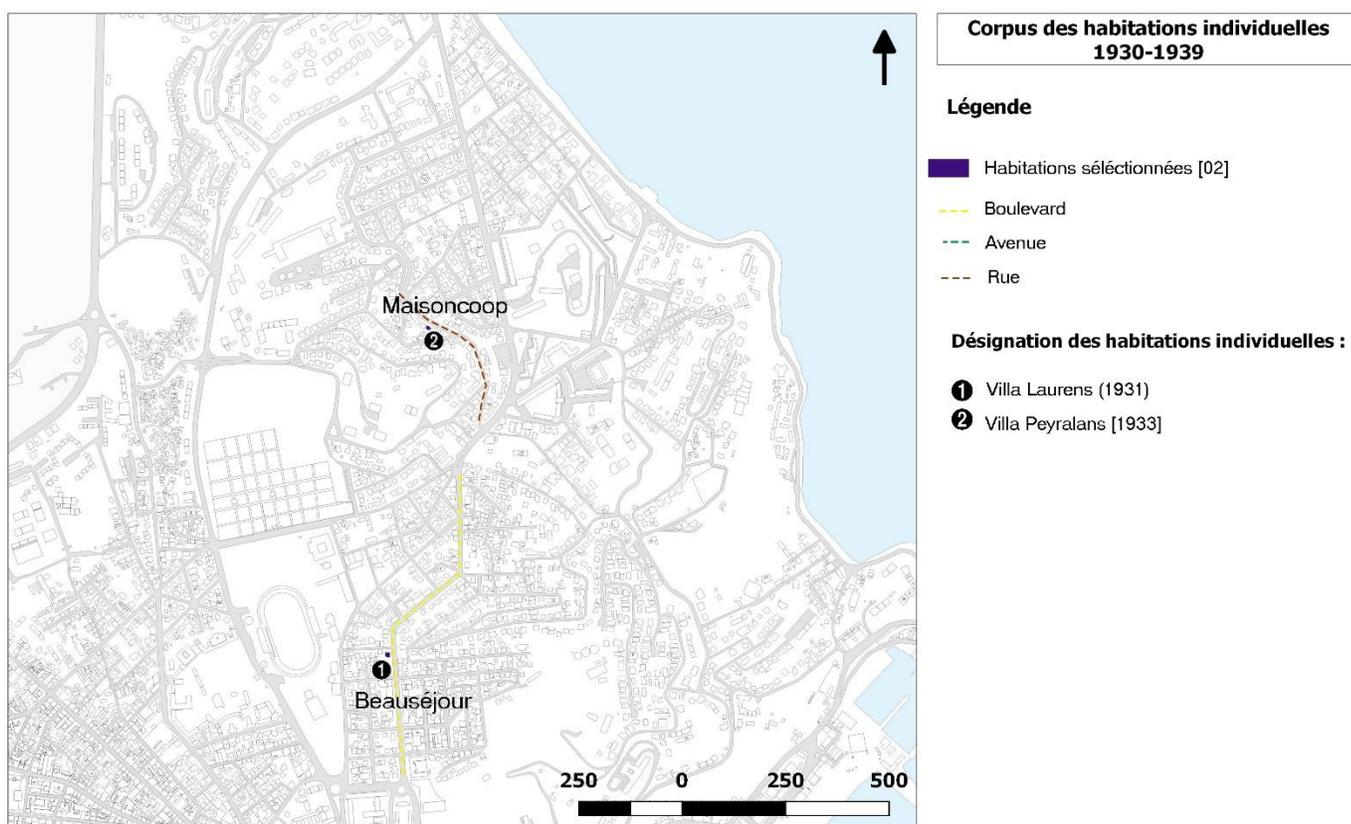 Corpus des habitations individuelles
1930-1939
Légende
Habitations séléctionnées [02]
Boulevard
Avenue
Rue
Désignation des habitations individuelles :
1 Villa Laurens (1931)
2 Villa Peyralans [1933]
Maisoncoop
2
1
Beauséjour
250 0 250 500